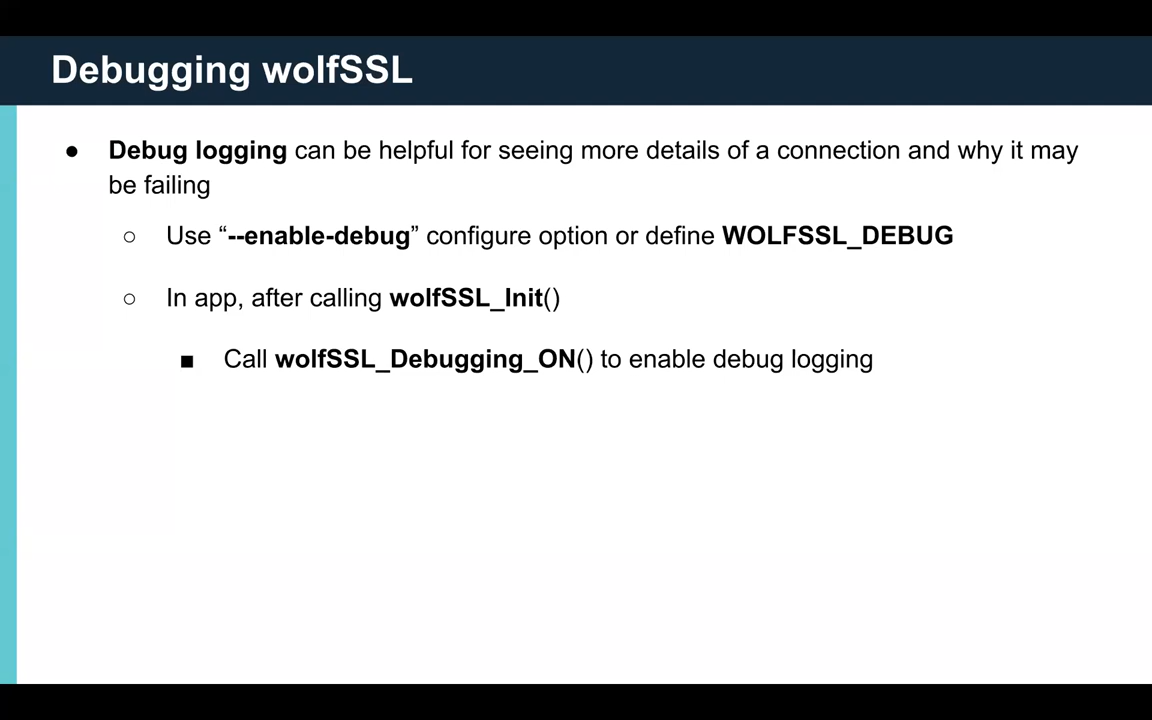 Debugging wolfSSL
● Debug logging can be helpful for seeing more details of a connection and why it may
be failing
○ Use “--enable-debug” configure option or define WOLFSSL_DEBUG
○ In app, after calling wolfSSL_Init()
■ Call wolfSSL_Debugging_ON() to enable debug logging